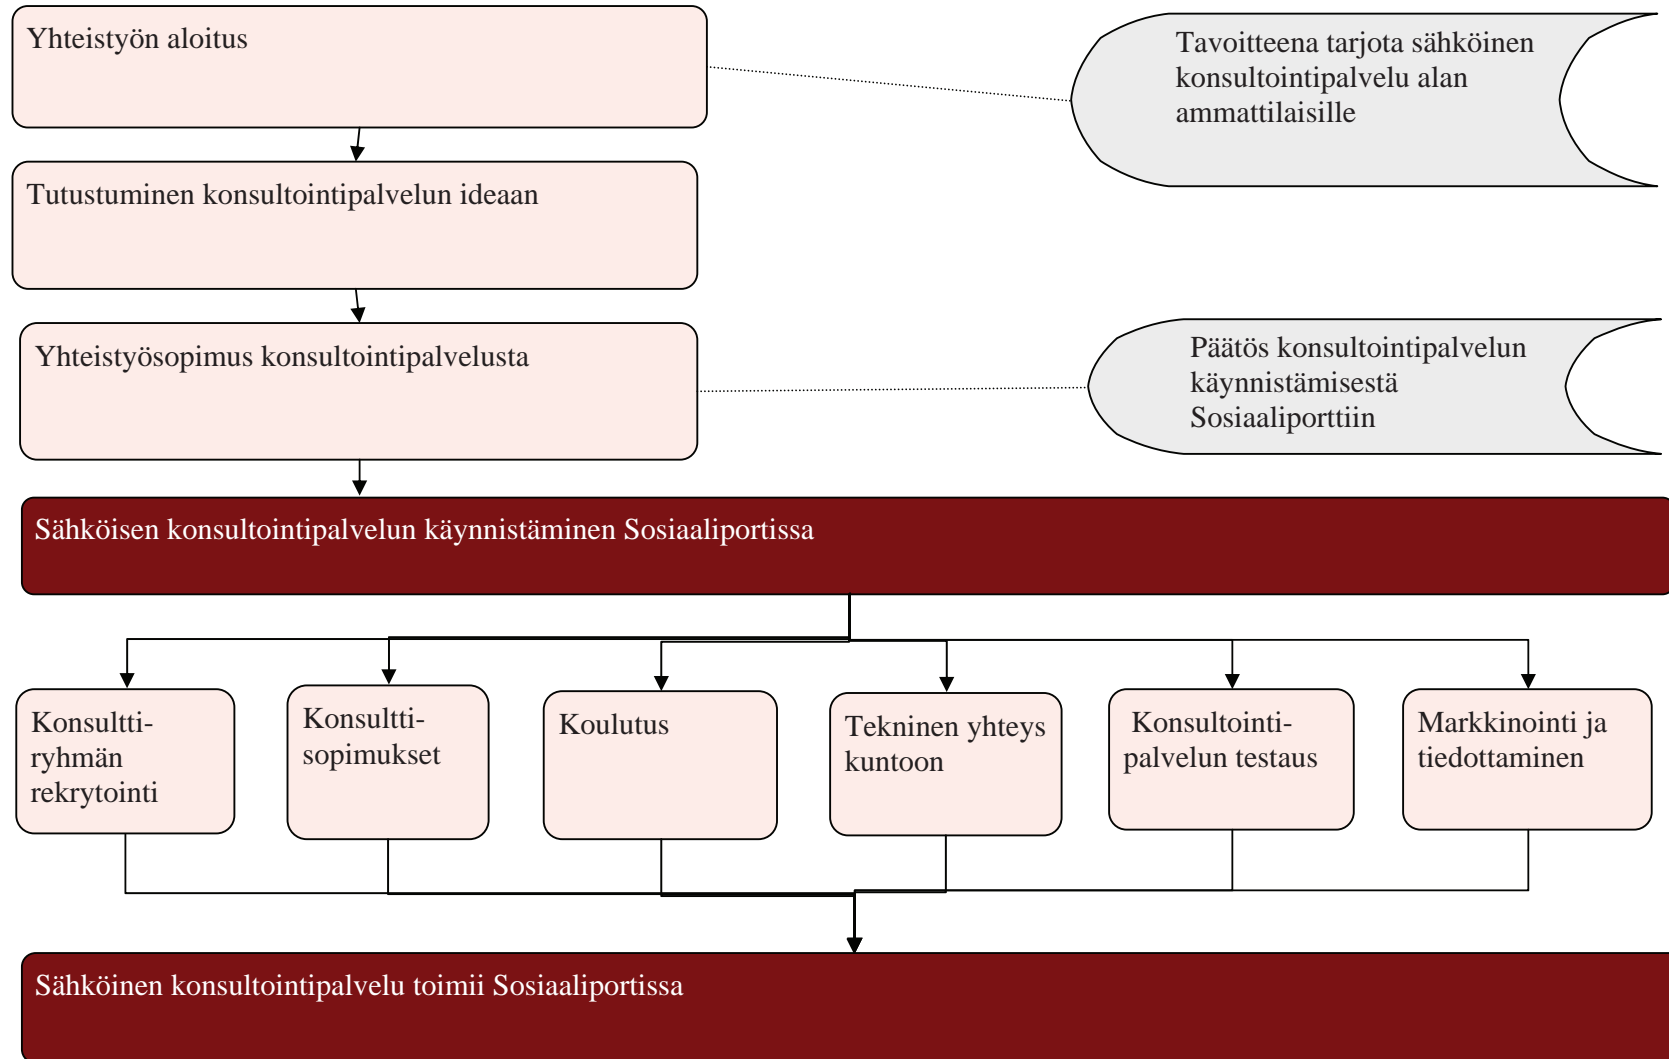 Yhteistyön aloitus
Tavoitteena tarjota sähköinen
konsultointipalvelu alan
ammattilaisille
Tutustuminen konsultointipalvelun ideaan
Yhteistyösopimus konsultointipalvelusta
Päätös konsultointipalvelun
käynnistämisestä
Sosiaaliporttiin
Sähköisen konsultointipalvelun käynnistäminen Sosiaaliportissa
Konsultti-
ryhmän
rekrytointi
Konsultti-
sopimukset
Koulutus
Tekninen yhteys
kuntoon
Konsultointi-
palvelun testaus
Markkinointi ja
tiedottaminen
Sähköinen konsultointipalvelu toimii Sosiaaliportissa